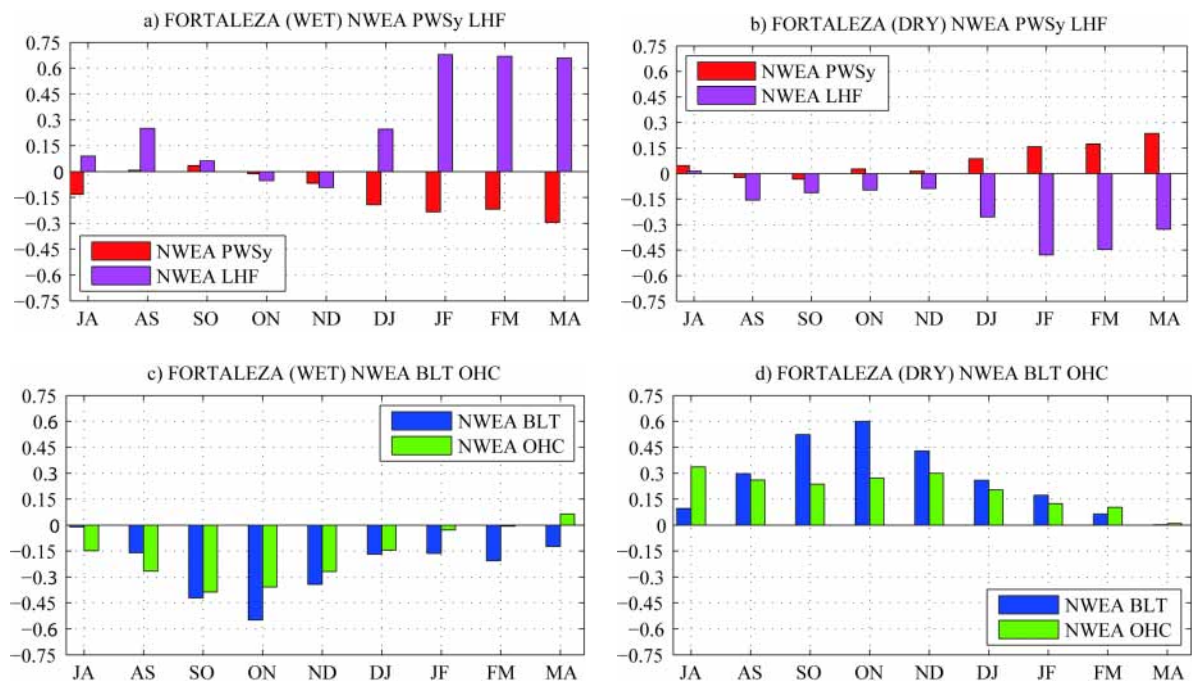 a) FORTALEZA (WET) NWEA PWSy LHF
0.75
0.6
0.45
0.3
0.15
0
−0.15
−0.3
−0.45
−0.6
−0.75
NWEA PWSy
NWEA LHF
JA AS SO ON ND DJ JF FM MA
b) FORTALEZA (DRY) NWEA PWSy LHF
0.75
0.6
0.45
0.3
0.15
0
−0.15
−0.3
−0.45
−0.6
−0.75
NWEA PWSy
NWEA LHF
JA AS SO ON ND DJ JF FM MA
c) FORTALEZA (WET) NWEA BLT OHC
0.75
0.6
0.45
0.3
0.15
0
−0.15
−0.3
−0.45
−0.6
−0.75
NWEA BLT
NWEA OHC
JA AS SO ON ND DJ JF FM MA
d) FORTALEZA (DRY) NWEA BLT OHC
0.75
0.6
0.45
0.3
0.15
0
−0.15
−0.3
−0.45
−0.6
−0.75
NWEA BLT
NWEA OHC
JA AS SO ON ND DJ JF FM MA